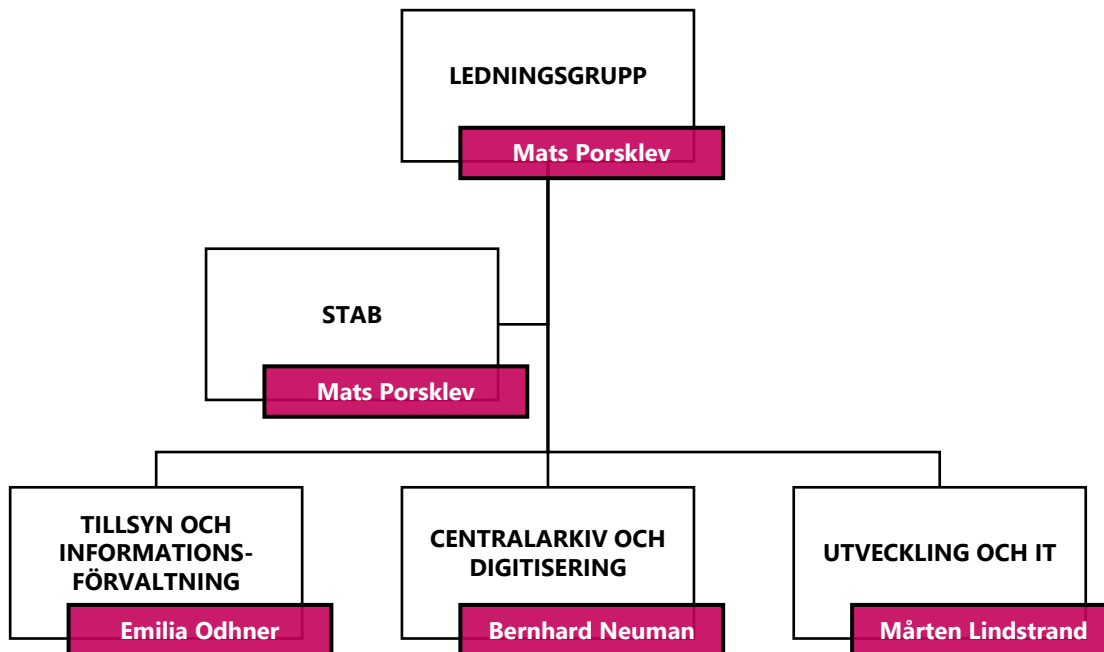 LEDNINGSGRUPP
Mats Porsklev
STAB
Mats Porsklev
TILLSYN OCH
INFORMATIONS-
FÖRVALTNING
Emilia Odhner
CENTRALARKIV OCH
DIGITISERING
Bernhard Neuman
UTVECKLING OCH IT
Mårten Lindstrand